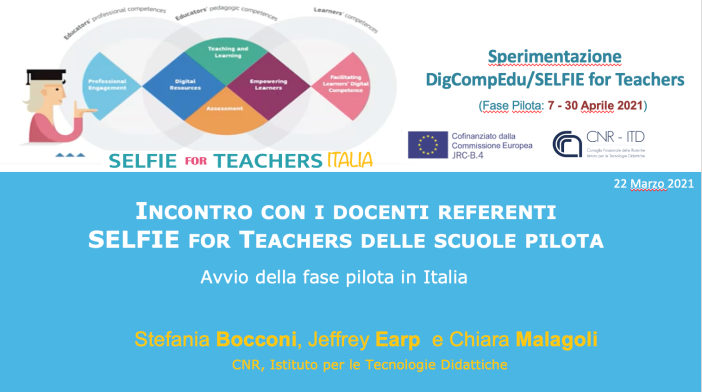 Educators' professional competences
Educators' pedagogic competences
Learners' competences
Teaching and
Learning
Professional
Engagement
Digital
Resources
Empowering
Learners
Facilitating
Learners' Digital
Competence
Assessment
SELFIE FOR TEACHERS ITALIA
Sperimentazione
DigCompEdu/SELFIE for Teachers
(Fase Pilota: 7 - 30 Aprile 2021)
Cofinanziato dalla
Commissione Europea
JRC-B.4
CNR - ITD
Consiglio Nazionale delle Ricerche
Istituto per le Tecnologie Didattiche
22 Marzo 2021
INCONTRO CON I DOCENTI REFERENTI
SELFIE FOR TEACHERS DELLE SCUOLE PILOTA
Avvio della fase pilota in Italia
Stefania Bocconi, Jeffrey Earp e Chiara Malagoli
CNR, Istituto per le Tecnologie Didattiche